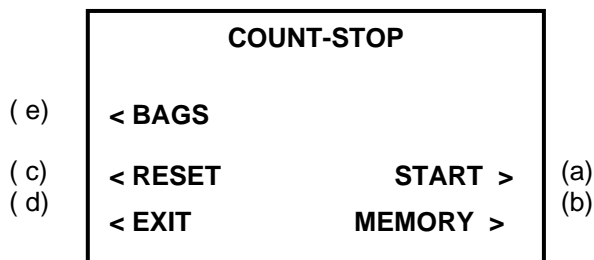 COUNT-STOP
( e) < BAGS
( c) < RESET START > (a)
( d) < EXIT MEMORY > (b)